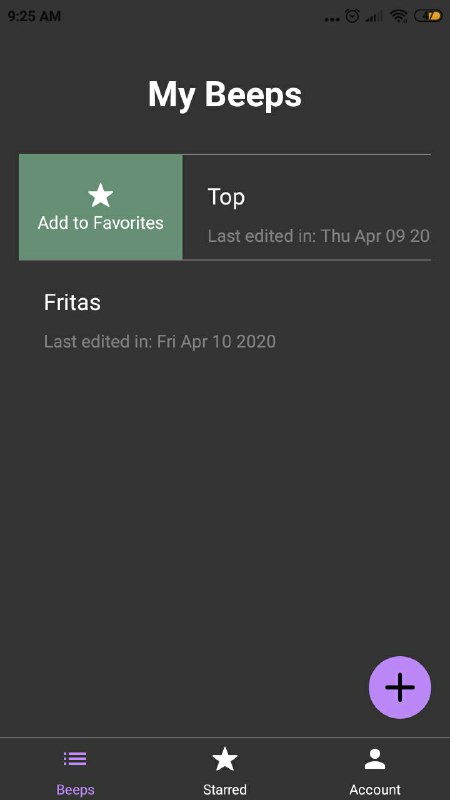 9:25 AM
My Beeps
Add to Favorites
Top
Last edited in: Thu Apr 09 20
Fritas
Last edited in: Fri Apr 10 2020
Beeps
Starred
Account